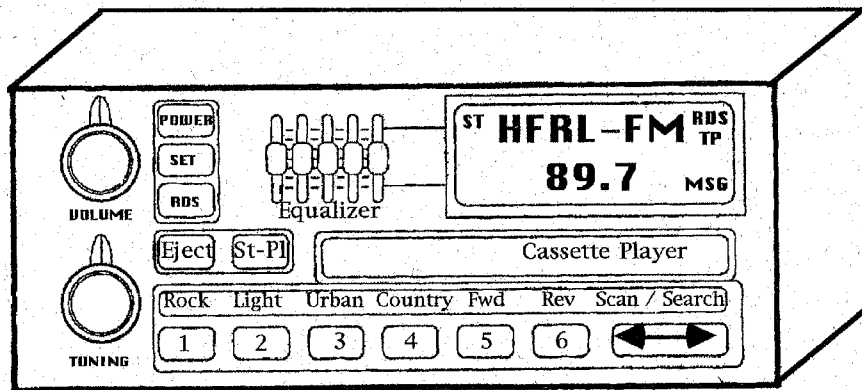 POWER
SET
RDS
VOLUME
Equalizer
ST HFRL-FM RDS
TP
89.7 MSG
Eject St-Pl
Cassette Player
Rock Light Urban Country Fwd Rev Scan / Search
1 2 3 4 5 6
TUNING